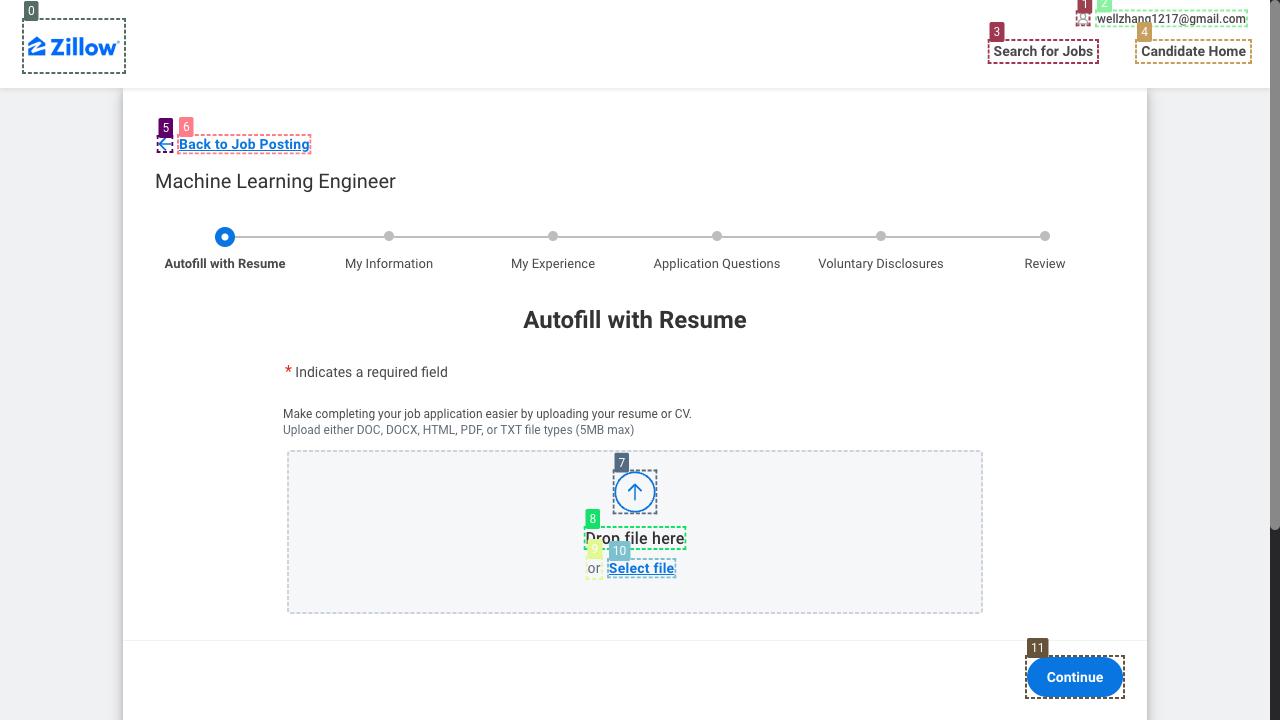 0
1
2
Zillow
wellzhang1217@gmail.com
3
4
Search for Jobs
Candidate Home
5
6
Back to Job Posting
Machine Learning Engineer
Autofill with Resume
My Information
My Experience
Application Questions
Voluntary Disclosures
Review
Autofill with Resume
* Indicates a required field
Make completing your job application easier by uploading your resume or CV.
Upload either DOC, DOCX, HTML, PDF, or TXT file types (5MB max)
7
8
Drop file here
9
10
or Select file
11
Continue